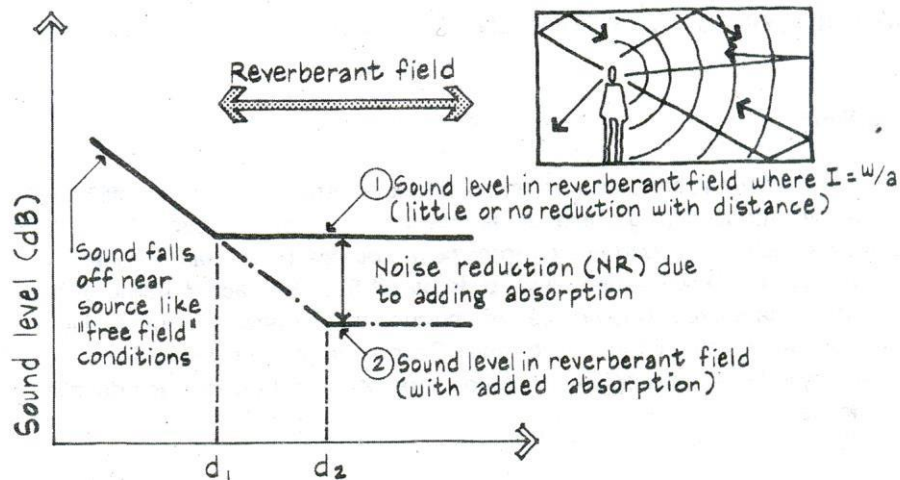 Reverberant field
① Sound level in reverberant field where I = w/a
(little or no reduction with distance)
Sound falls
off near
source like
"free field"
conditions
Noise reduction (NR) due
to adding absorption
② Sound level in reverberant field
(with added absorption)
Sound level (dB)
d₁
d₂